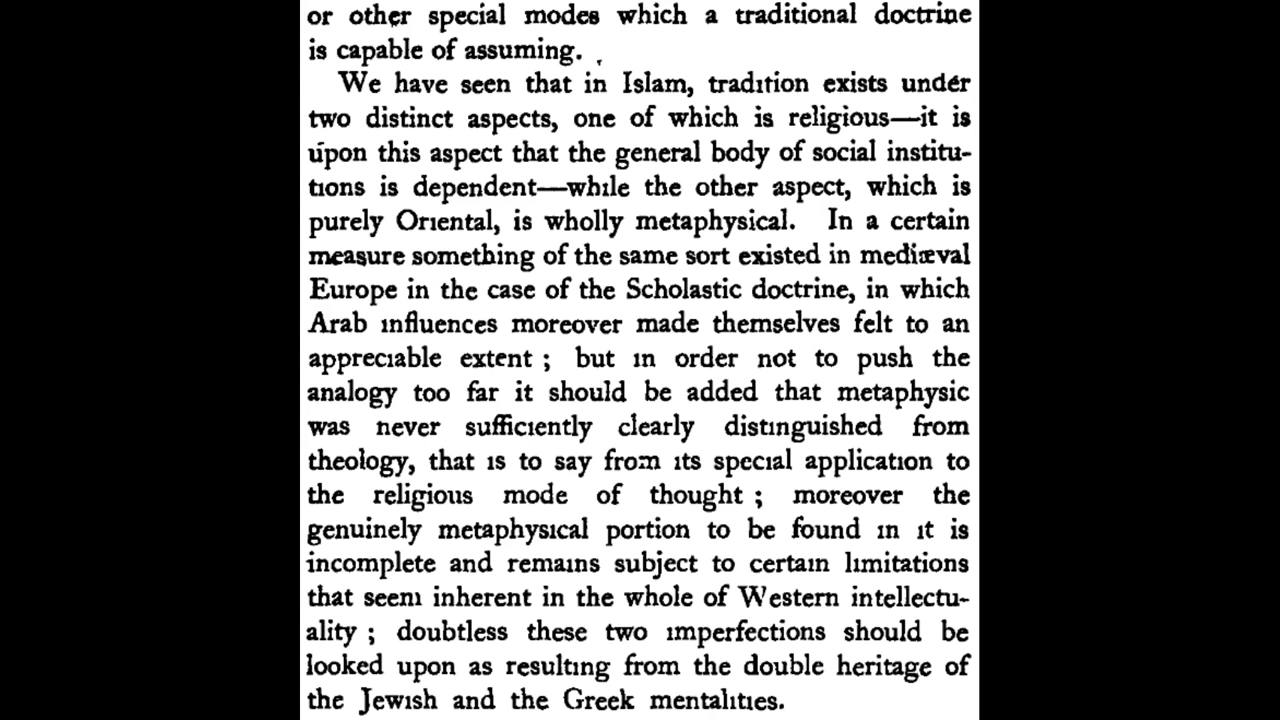 or other special modes which a traditional doctrine
is capable of assuming.
We have seen that in Islam, tradition exists under
two distinct aspects, one of which is religious—it is
upon this aspect that the general body of social institu-
tions is dependent—while the other aspect, which is
purely Oriental, is wholly metaphysical. In a certain
measure something of the same sort existed in mediæval
Europe in the case of the Scholastic doctrine, in which
Arab influences moreover made themselves felt to an
appreciable extent ; but in order not to push the
analogy too far it should be added that metaphysic
was never sufficiently clearly distinguished from
theology, that is to say from its special application to
the religious mode of thought ; moreover the
genuinely metaphysical portion to be found in it is
incomplete and remains subject to certain limitations
that seem inherent in the whole of Western intellectu-
ality ; doubtless these two imperfections should be
looked upon as resulting from the double heritage of
the Jewish and the Greek mentalities.